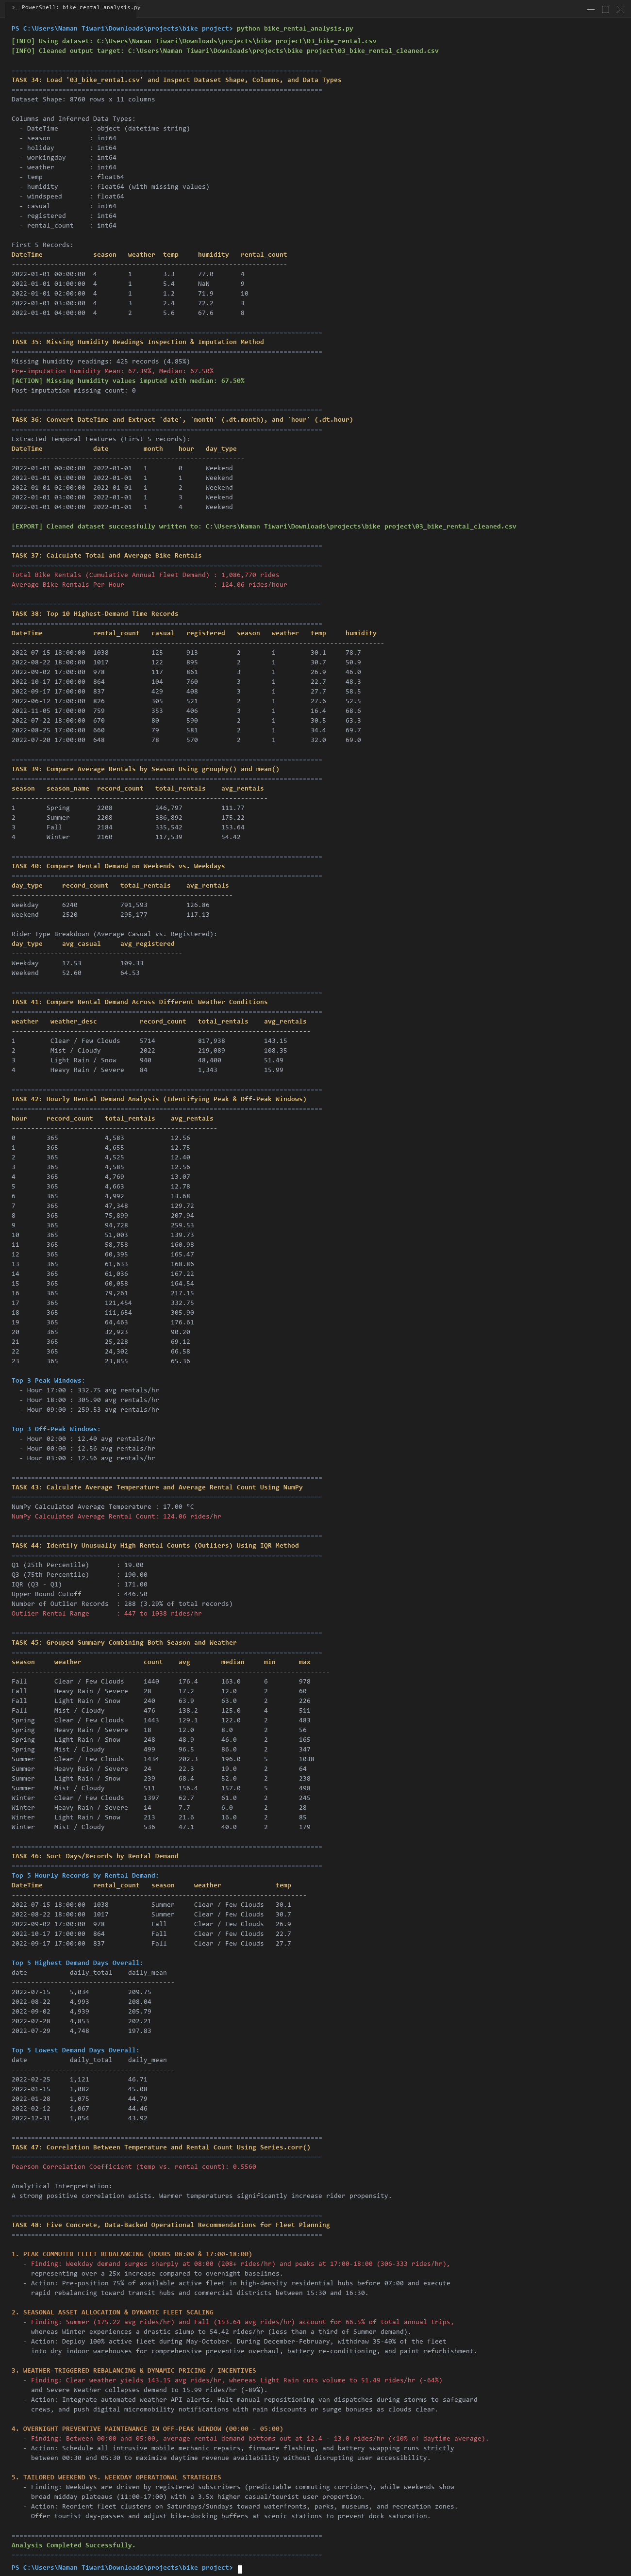 >_ PowerShell: bike_rental_analysis.py
PS C:\Users\Naman Tiwari\Downloads\projects\bike project> python bike_rental_analysis.py
[INFO] Using dataset: C:\Users\Naman Tiwari\Downloads\projects\bike project\03_bike_rental.csv
[INFO] Cleaned output target: C:\Users\Naman Tiwari\Downloads\projects\bike project\03_bike_rental_cleaned.csv
================================================================================
TASK 34: Load '03_bike_rental.csv' and Inspect Dataset Shape, Columns, and Data Types
================================================================================
Dataset Shape: 8760 rows x 11 columns
Columns and Inferred Data Types:
- DateTime : object (datetime string)
- season : int64
- holiday : int64
- workingday : int64
- weather : int64
- temp : float64
- humidity : float64 (with missing values)
- windspeed : float64
- casual : int64
- registered : int64
- rental_count : int64
First 5 Records:
DateTime season weather temp humidity rental_count
-----------------------------------------------------------------------
2022-01-01 00:00:00 4 1 3.3 77.0 4
2022-01-01 01:00:00 4 1 5.4 NaN 9
2022-01-01 02:00:00 4 1 1.2 71.9 10
2022-01-01 03:00:00 4 3 2.4 72.2 3
2022-01-01 04:00:00 4 2 5.6 67.6 8
================================================================================
TASK 35: Missing Humidity Readings Inspection & Imputation Method
================================================================================
Missing humidity readings: 425 records (4.85%)
Pre-imputation Humidity Mean: 67.39%, Median: 67.50%
[ACTION] Missing humidity values imputed with median: 67.50%
Post-imputation missing count: 0
================================================================================
TASK 36: Convert DateTime and Extract 'date', 'month' (.dt.month), and 'hour' (.dt.hour)
================================================================================
Extracted Temporal Features (First 5 records):
DateTime date month hour day_type
------------------------------------------------------------
2022-01-01 00:00:00 2022-01-01 1 0 Weekend
2022-01-01 01:00:00 2022-01-01 1 1 Weekend
2022-01-01 02:00:00 2022-01-01 1 2 Weekend
2022-01-01 03:00:00 2022-01-01 1 3 Weekend
2022-01-01 04:00:00 2022-01-01 1 4 Weekend
[EXPORT] Cleaned dataset successfully written to: C:\Users\Naman Tiwari\Downloads\projects\bike project\03_bike_rental_cleaned.csv
================================================================================
TASK 37: Calculate Total and Average Bike Rentals
================================================================================
Total Bike Rentals (Cumulative Annual Fleet Demand) : 1,086,770 rides
Average Bike Rentals Per Hour : 124.06 rides/hour
================================================================================
TASK 38: Top 10 Highest-Demand Time Records
================================================================================
DateTime rental_count casual registered season weather temp humidity
------------------------------------------------------------------------------------------------
2022-07-15 18:00:00 1038 125 913 2 1 30.1 78.7
2022-08-22 18:00:00 1017 122 895 2 1 30.7 50.9
2022-09-02 17:00:00 978 117 861 3 1 26.9 46.0
2022-10-17 17:00:00 864 104 760 3 1 22.7 48.3
2022-09-17 17:00:00 837 429 408 3 1 27.7 58.5
2022-06-12 17:00:00 826 305 521 2 1 27.6 52.5
2022-11-05 17:00:00 759 353 406 3 1 16.4 68.6
2022-07-22 18:00:00 670 80 590 2 1 30.5 63.3
2022-08-25 17:00:00 660 79 581 2 1 34.4 69.7
2022-07-20 17:00:00 648 78 570 2 1 32.0 69.0
================================================================================
TASK 39: Compare Average Rentals by Season Using groupby() and mean()
================================================================================
season season_name record_count total_rentals avg_rentals
------------------------------------------------------------------
1 Spring 2208 246,797 111.77
2 Summer 2208 386,892 175.22
3 Fall 2184 335,542 153.64
4 Winter 2160 117,539 54.42
================================================================================
TASK 40: Compare Rental Demand on Weekends vs. Weekdays
================================================================================
day_type record_count total_rentals avg_rentals
---------------------------------------------------------
Weekday 6240 791,593 126.86
Weekend 2520 295,177 117.13
Rider Type Breakdown (Average Casual vs. Registered):
day_type avg_casual avg_registered
--------------------------------------------
Weekday 17.53 109.33
Weekend 52.60 64.53
================================================================================
TASK 41: Compare Rental Demand Across Different Weather Conditions
================================================================================
weather weather_desc record_count total_rentals avg_rentals
-----------------------------------------------------------------------------
1 Clear / Few Clouds 5714 817,938 143.15
2 Mist / Cloudy 2022 219,089 108.35
3 Light Rain / Snow 940 48,400 51.49
4 Heavy Rain / Severe 84 1,343 15.99
================================================================================
TASK 42: Hourly Rental Demand Analysis (Identifying Peak & Off-Peak Windows)
================================================================================
hour record_count total_rentals avg_rentals
-----------------------------------------------------
0 365 4,583 12.56
1 365 4,655 12.75
2 365 4,525 12.40
3 365 4,585 12.56
4 365 4,769 13.07
5 365 4,663 12.78
6 365 4,992 13.68
7 365 47,348 129.72
8 365 75,899 207.94
9 365 94,728 259.53
10 365 51,003 139.73
11 365 58,758 160.98
12 365 60,395 165.47
13 365 61,633 168.86
14 365 61,036 167.22
15 365 60,058 164.54
16 365 79,261 217.15
17 365 121,454 332.75
18 365 111,654 305.90
19 365 64,463 176.61
20 365 32,923 90.20
21 365 25,228 69.12
22 365 24,302 66.58
23 365 23,855 65.36
Top 3 Peak Windows:
- Hour 17:00 : 332.75 avg rentals/hr
- Hour 18:00 : 305.90 avg rentals/hr
- Hour 09:00 : 259.53 avg rentals/hr
Top 3 Off-Peak Windows:
- Hour 02:00 : 12.40 avg rentals/hr
- Hour 00:00 : 12.56 avg rentals/hr
- Hour 03:00 : 12.56 avg rentals/hr
================================================================================
TASK 43: Calculate Average Temperature and Average Rental Count Using NumPy
================================================================================
NumPy Calculated Average Temperature : 17.00 °C
NumPy Calculated Average Rental Count: 124.06 rides/hr
================================================================================
TASK 44: Identify Unusually High Rental Counts (Outliers) Using IQR Method
================================================================================
Q1 (25th Percentile) : 19.00
Q3 (75th Percentile) : 190.00
IQR (Q3 - Q1) : 171.00
Upper Bound Cutoff : 446.50
Number of Outlier Records : 288 (3.29% of total records)
Outlier Rental Range : 447 to 1038 rides/hr
================================================================================
TASK 45: Grouped Summary Combining Both Season and Weather
================================================================================
season weather count avg median min max
----------------------------------------------------------------------------------
Fall Clear / Few Clouds 1440 176.4 163.0 6 978
Fall Heavy Rain / Severe 28 17.2 12.0 2 60
Fall Light Rain / Snow 240 63.9 63.0 2 226
Fall Mist / Cloudy 476 138.2 125.0 4 511
Spring Clear / Few Clouds 1443 129.1 122.0 2 483
Spring Heavy Rain / Severe 18 12.0 8.0 2 56
Spring Light Rain / Snow 248 48.9 46.0 2 165
Spring Mist / Cloudy 499 96.5 86.0 2 347
Summer Clear / Few Clouds 1434 202.3 196.0 5 1038
Summer Heavy Rain / Severe 24 22.3 19.0 2 64
Summer Light Rain / Snow 239 68.4 52.0 2 238
Summer Mist / Cloudy 511 156.4 157.0 5 498
Winter Clear / Few Clouds 1397 62.7 61.0 2 245
Winter Heavy Rain / Severe 14 7.7 6.0 2 28
Winter Light Rain / Snow 213 21.6 16.0 2 85
Winter Mist / Cloudy 536 47.1 40.0 2 179
================================================================================
TASK 46: Sort Days/Records by Rental Demand
================================================================================
Top 5 Hourly Records by Rental Demand:
DateTime rental_count season weather temp
----------------------------------------------------------------------------
2022-07-15 18:00:00 1038 Summer Clear / Few Clouds 30.1
2022-08-22 18:00:00 1017 Summer Clear / Few Clouds 30.7
2022-09-02 17:00:00 978 Fall Clear / Few Clouds 26.9
2022-10-17 17:00:00 864 Fall Clear / Few Clouds 22.7
2022-09-17 17:00:00 837 Fall Clear / Few Clouds 27.7
Top 5 Highest Demand Days Overall:
date daily_total daily_mean
------------------------------------------
2022-07-15 5,034 209.75
2022-08-22 4,993 208.04
2022-09-02 4,939 205.79
2022-07-28 4,853 202.21
2022-07-29 4,748 197.83
Top 5 Lowest Demand Days Overall:
date daily_total daily_mean
------------------------------------------
2022-02-25 1,121 46.71
2022-01-15 1,082 45.08
2022-01-28 1,075 44.79
2022-02-12 1,067 44.46
2022-12-31 1,054 43.92
================================================================================
TASK 47: Correlation Between Temperature and Rental Count Using Series.corr()
================================================================================
Pearson Correlation Coefficient (temp vs. rental_count): 0.5560
Analytical Interpretation:
A strong positive correlation exists. Warmer temperatures significantly increase rider propensity.
================================================================================
TASK 48: Five Concrete, Data-Backed Operational Recommendations for Fleet Planning
================================================================================
1. PEAK COMMUTER FLEET REBALANCING (HOURS 08:00 & 17:00-18:00)
- Finding: Weekday demand surges sharply at 08:00 (208+ rides/hr) and peaks at 17:00-18:00 (306-333 rides/hr),
representing over a 25x increase compared to overnight baselines.
- Action: Pre-position 75% of available active fleet in high-density residential hubs before 07:00 and execute
rapid rebalancing toward transit hubs and commercial districts between 15:30 and 16:30.
2. SEASONAL ASSET ALLOCATION & DYNAMIC FLEET SCALING
- Finding: Summer (175.22 avg rides/hr) and Fall (153.64 avg rides/hr) account for 66.5% of total annual trips,
whereas Winter experiences a drastic slump to 54.42 rides/hr (less than a third of Summer demand).
- Action: Deploy 100% active fleet during May-October. During December-February, withdraw 35-40% of the fleet
into dry indoor warehouses for comprehensive preventive overhaul, battery re-conditioning, and paint refurbishment.
3. WEATHER-TRIGGERED REBALANCING & DYNAMIC PRICING / INCENTIVES
- Finding: Clear weather yields 143.15 avg rides/hr, whereas Light Rain cuts volume to 51.49 rides/hr (-64%)
and Severe Weather collapses demand to 15.99 rides/hr (-89%).
- Action: Integrate automated weather API alerts. Halt manual repositioning van dispatches during storms to safeguard
crews, and push digital micromobility notifications with rain discounts or surge bonuses as clouds clear.
4. OVERNIGHT PREVENTIVE MAINTENANCE IN OFF-PEAK WINDOW (00:00 - 05:00)
- Finding: Between 00:00 and 05:00, average rental demand bottoms out at 12.4 - 13.0 rides/hr (<10% of daytime average).
- Action: Schedule all intrusive mobile mechanic repairs, firmware flashing, and battery swapping runs strictly
between 00:30 and 05:30 to maximize daytime revenue availability without disrupting user accessibility.
5. TAILORED WEEKEND VS. WEEKDAY OPERATIONAL STRATEGIES
- Finding: Weekdays are driven by registered subscribers (predictable commuting corridors), while weekends show
broad midday plateaus (11:00-17:00) with a 3.5x higher casual/tourist user proportion.
- Action: Reorient fleet clusters on Saturdays/Sundays toward waterfronts, parks, museums, and recreation zones.
Offer tourist day-passes and adjust bike-docking buffers at scenic stations to prevent dock saturation.
================================================================================
Analysis Completed Successfully.
================================================================================
PS C:\Users\Naman Tiwari\Downloads\projects\bike project>